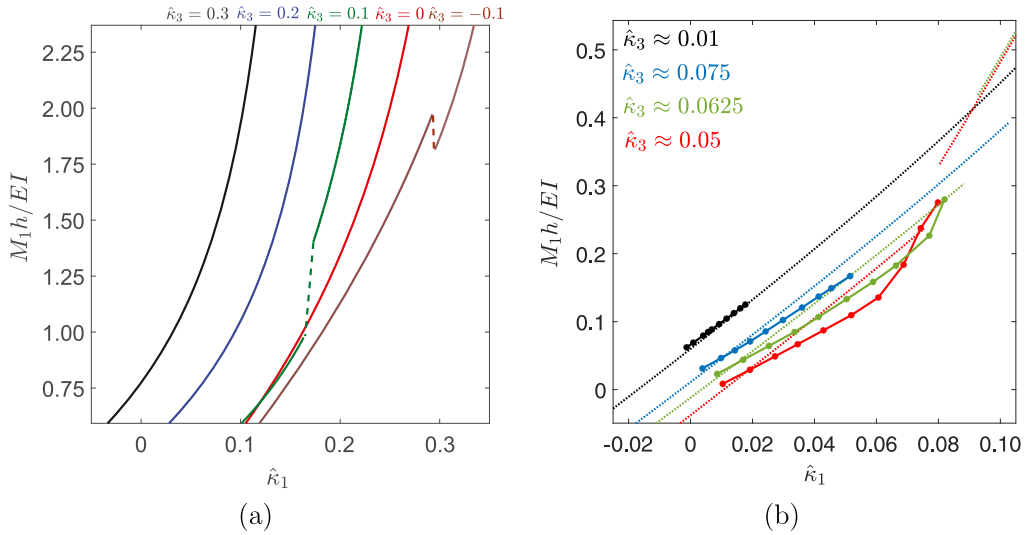 κ̂₃ = 0.3 κ̂₃ = 0.2 κ̂₃ = 0.1 κ̂₃ = 0 κ̂₃ = −0.1
M₁h/EI
2.25
2.00
1.75
1.50
1.25
1.00
0.75
0 0.1 0.2 0.3
κ̂₁
(a)
κ̂₃ ≈ 0.01
κ̂₃ ≈ 0.075
κ̂₃ ≈ 0.0625
κ̂₃ ≈ 0.05
M₁h/EI
0.5
0.4
0.3
0.2
0.1
0
-0.02 0 0.02 0.04 0.06 0.08 0.10
κ̂₁
(b)